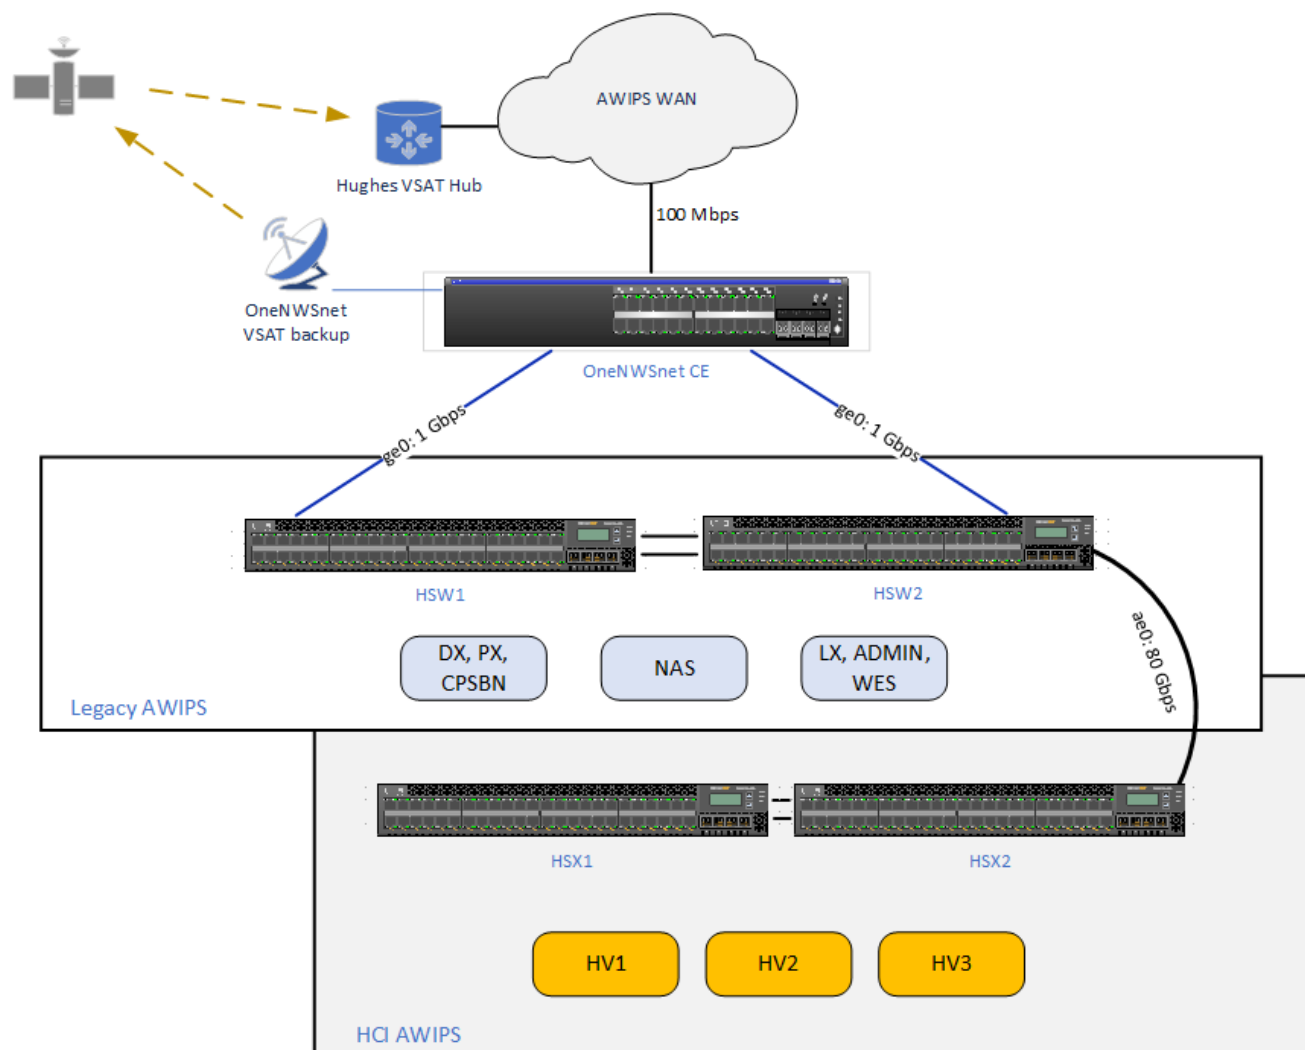 AWIPS WAN
Hughes VSAT Hub
100 Mbps
OneNWSnet
VSAT backup
OneNWSnet CE
ge0: 1 Gbps
ge0: 1 Gbps
HSW1
HSW2
ae0: 80 Gbps
DX, PX,
CPSBN
NAS
LX, ADMIN,
WES
Legacy AWIPS
HSX1
HSX2
HV1
HV2
HV3
HCI AWIPS